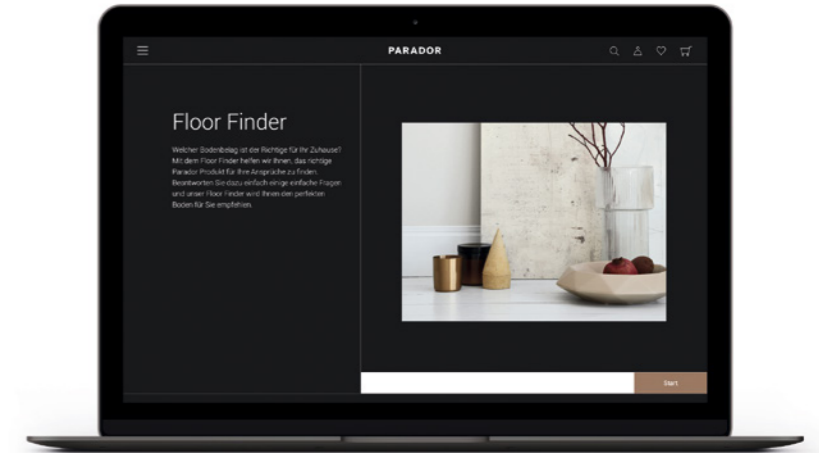 PARADOR
Floor Finder
Welcher Bodenbelag ist der Richtige für Ihr Zuhause?
Mit dem Floor Finder helfen wir Ihnen, das richtige
Parador Produkt für Ihre Ansprüche zu finden.
Beantworten Sie dazu einfach einige einfache Fragen
und unser Floor Finder wird Ihnen den perfekten
Boden für Sie empfehlen.
Start